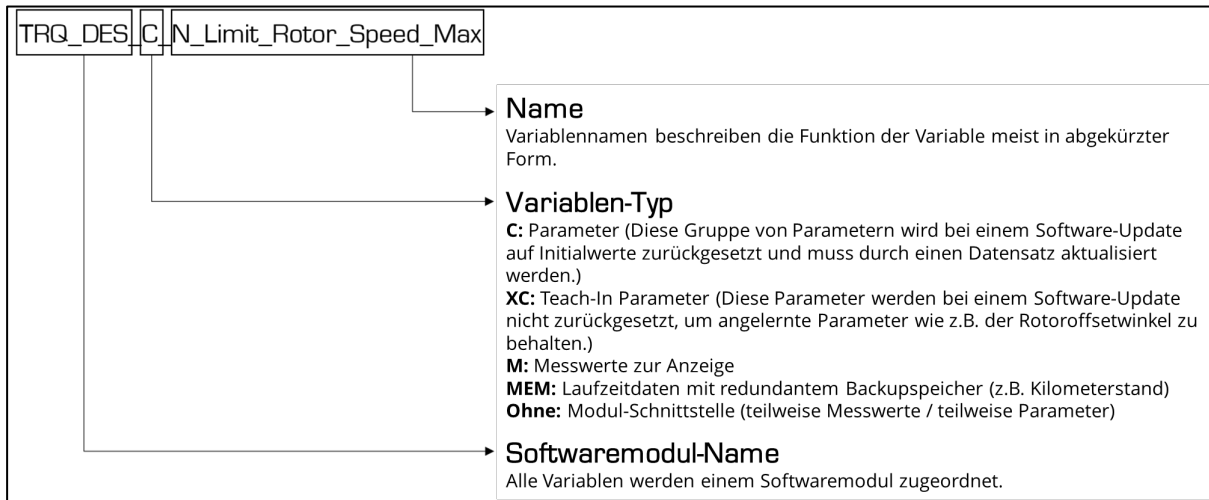 TRQ_DES_C_N_Limit_Rotor_Speed_Max
Name
Variablennamen beschreiben die Funktion der Variable meist in abgekürzter
Form.
Variablen-Typ
C: Parameter (Diese Gruppe von Parametern wird bei einem Software-Update
auf Initialwerte zurückgesetzt und muss durch einen Datensatz aktualisiert
werden.)
XC: Teach-In Parameter (Diese Parameter werden bei einem Software-Update
nicht zurückgesetzt, um angelernte Parameter wie z.B. der Rotoroffsetwinkel zu
behalten.)
M: Messwerte zur Anzeige
MEM: Laufzeitdaten mit redundantem Backupspeicher (z.B. Kilometerstand)
Ohne: Modul-Schnittstelle (teilweise Messwerte / teilweise Parameter)
Softwaremodul-Name
Alle Variablen werden einem Softwaremodul zugeordnet.